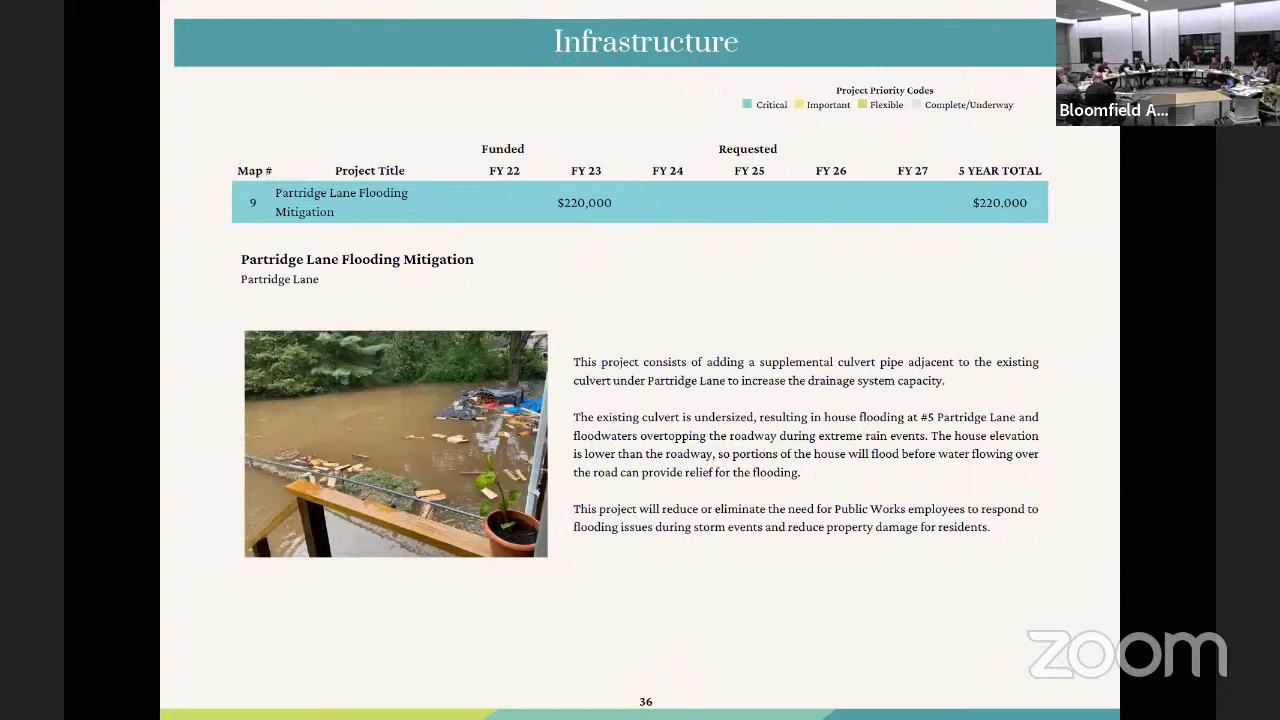 Infrastructure
Bloomfield A...
Project Priority Codes
Critical Important Flexible Complete/Underway
Funded Requested
Map # Project Title FY 22 FY 23 FY 24 FY 25 FY 26 FY 27 5 YEAR TOTAL
Partridge Lane Flooding
9 $220,000 $220,000
Mitigation
Partridge Lane Flooding Mitigation
Partridge Lane
This project consists of adding a supplemental culvert pipe adjacent to the existing
culvert under Partridge Lane to increase the drainage system capacity.
The existing culvert is undersized, resulting in house flooding at #5 Partridge Lane and
floodwaters overtopping the roadway during extreme rain events. The house elevation
is lower than the roadway, so portions of the house will flood before water flowing over
the road can provide relief for the flooding.
This project will reduce or eliminate the need for Public Works employees to respond to
flooding issues during storm events and reduce property damage for residents.
zoom
36